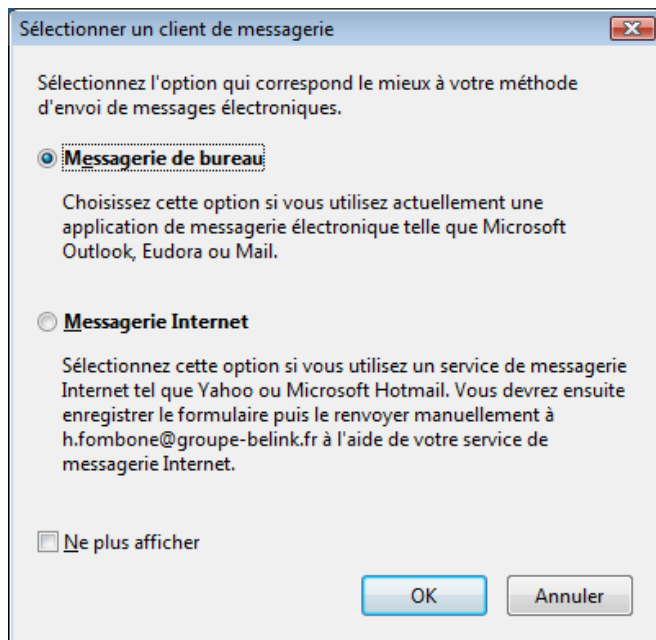 Sélectionner un client de messagerie
Sélectionnez l'option qui correspond le mieux à votre méthode
d'envoi de messages électroniques.
Messagerie de bureau
Choisissez cette option si vous utilisez actuellement une
application de messagerie électronique telle que Microsoft
Outlook, Eudora ou Mail.
Messagerie Internet
Sélectionnez cette option si vous utilisez un service de messagerie
Internet tel que Yahoo ou Microsoft Hotmail. Vous devrez ensuite
enregistrer le formulaire puis le renvoyer manuellement à
h.fombone@groupe-belink.fr à l'aide de votre service de
messagerie Internet.
Ne plus afficher
OK
Annuler